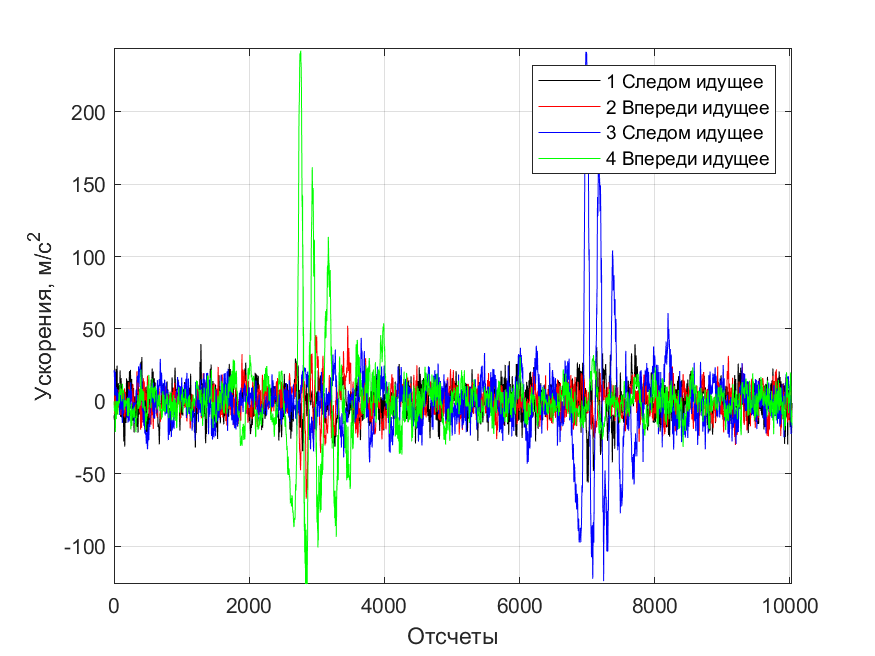 200
150
100
50
0
-50
-100
Ускорения, м/с²
1 Следом идущее
2 Впереди идущее
3 Следом идущее
4 Впереди идущее
0 2000 4000 6000 8000 10000
Отсчеты